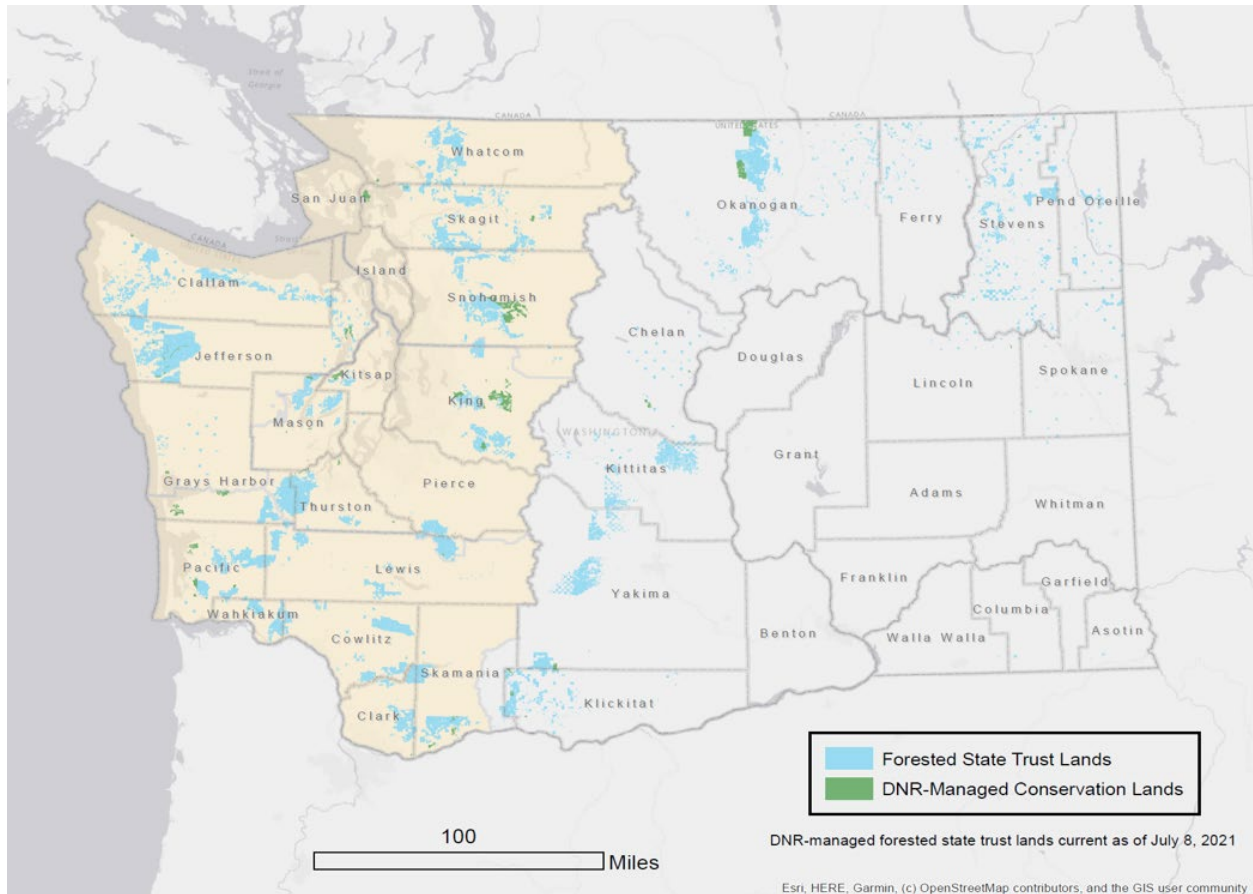 Strait of
Georgia
CANADA
UNITED STATES
CANADA
Whatcom
San Juan
Skagit
Okanogan
Ferry
Stevens
Pend Oreille
CANADA
Island
Clallam
Snohomish
Chelan
Douglas
Jefferson
Kitsap
Lincoln
Spokane
King
Mason
WASHINGTON
Kittitas
Grant
Grays Harbor
Pierce
Thurston
Adams
Whitman
Pacific
Lewis
Yakima
Franklin
Garfield
Wahkiakum
Columbia
Cowlitz
Benton
Walla Walla
Asotin
Skamania
Klickitat
Clark
Forested State Trust Lands
DNR-Managed Conservation Lands
100
Miles
DNR-managed forested state trust lands current as of July 8, 2021
Esri, HERE, Garmin, (c) OpenStreetMap contributors, and the GIS user community